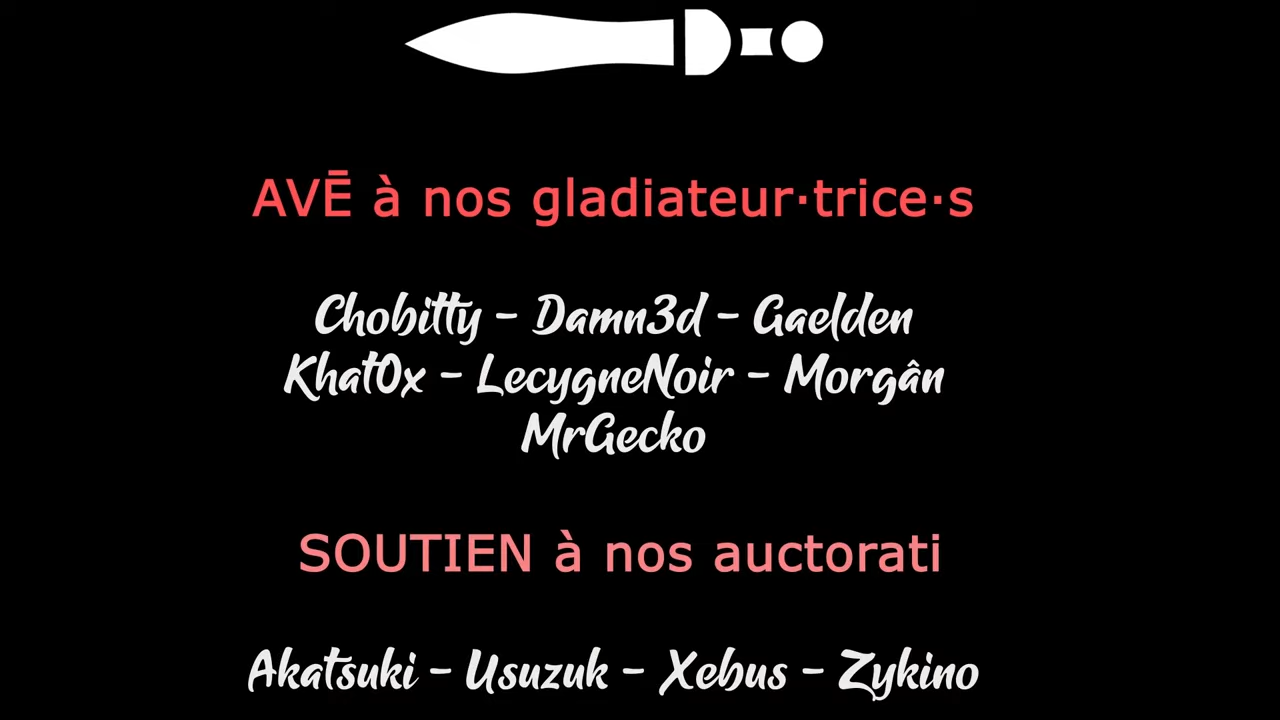 AVĒ à nos gladiateur·trice·s
Chobitty - Damn3d - Gaelden
Khat0x - LecygneNoir - Morgân
MrGecko
SOUTIEN à nos auctorati
Akatsuki - Usuzuk - Xebus - Zykino